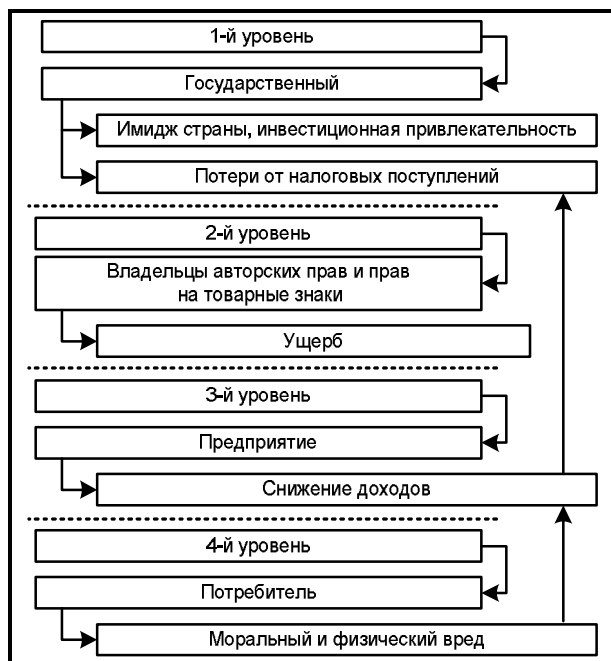 1-й уровень
Государственный
Имидж страны, инвестиционная привлекательность
Потери от налоговых поступлений
2-й уровень
Владельцы авторских прав и прав
на товарные знаки
Ущерб
3-й уровень
Предприятие
Снижение доходов
4-й уровень
Потребитель
Моральный и физический вред